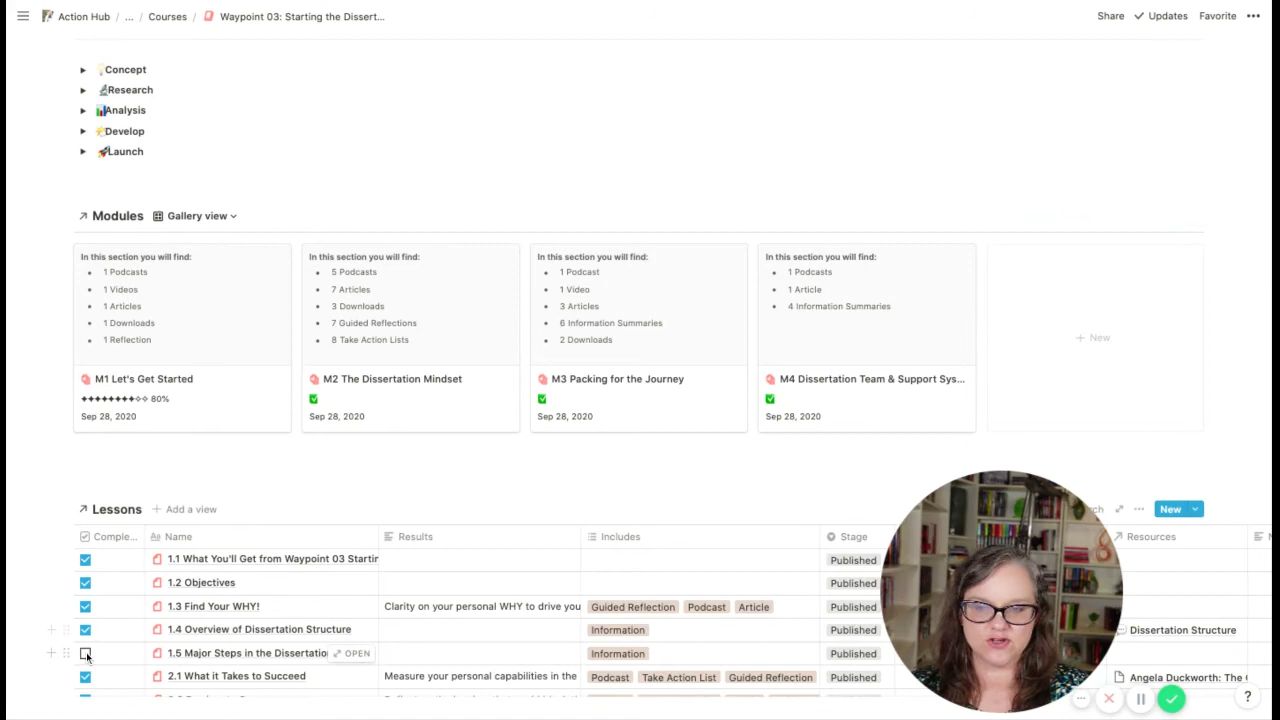 Action Hub / ... / Courses / Waypoint 03: Starting the Dissert...
Share Updates Favorite
Concept
Research
Analysis
Develop
Launch
Modules Gallery view
In this section you will find:
• 1 Podcasts
• 1 Videos
• 1 Articles
• 1 Downloads
• 1 Reflection
M1 Let's Get Started
80%
Sep 28, 2020
In this section you will find:
• 5 Podcasts
• 7 Articles
• 3 Downloads
• 7 Guided Reflections
• 8 Take Action Lists
M2 The Dissertation Mindset
Sep 28, 2020
In this section you will find:
• 1 Podcast
• 1 Video
• 3 Articles
• 6 Information Summaries
• 2 Downloads
M3 Packing for the Journey
Sep 28, 2020
In this section you will find:
• 1 Podcasts
• 1 Article
• 4 Information Summaries
M4 Dissertation Team & Support Sys...
Sep 28, 2020
+ New
Lessons + Add a view ... New
Comple... Aa Name Results Includes Stage Resources
1.1 What You'll Get from Waypoint 03 Startin Published
1.2 Objectives Published
1.3 Find Your WHY! Clarity on your personal WHY to drive you Guided Reflection Podcast Article Published
1.4 Overview of Dissertation Structure Information Published Dissertation Structure
1.5 Major Steps in the Dissertatio OPEN Information Published
2.1 What it Takes to Succeed Measure your personal capabilities in the Podcast Take Action List Guided Reflection Published Angela Duckworth: The
?